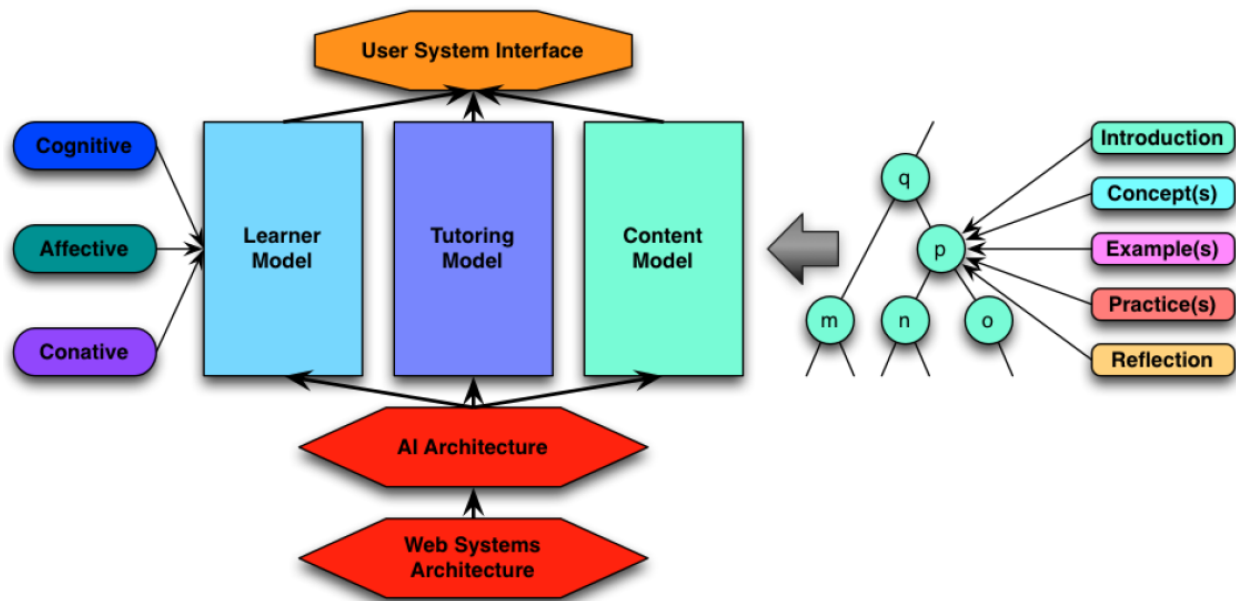 User System Interface
Cognitive
Affective
Conative
Learner
Model
Tutoring
Model
Content
Model
q
p
m
n
o
Introduction
Concept(s)
Example(s)
Practice(s)
Reflection
AI Architecture
Web Systems
Architecture